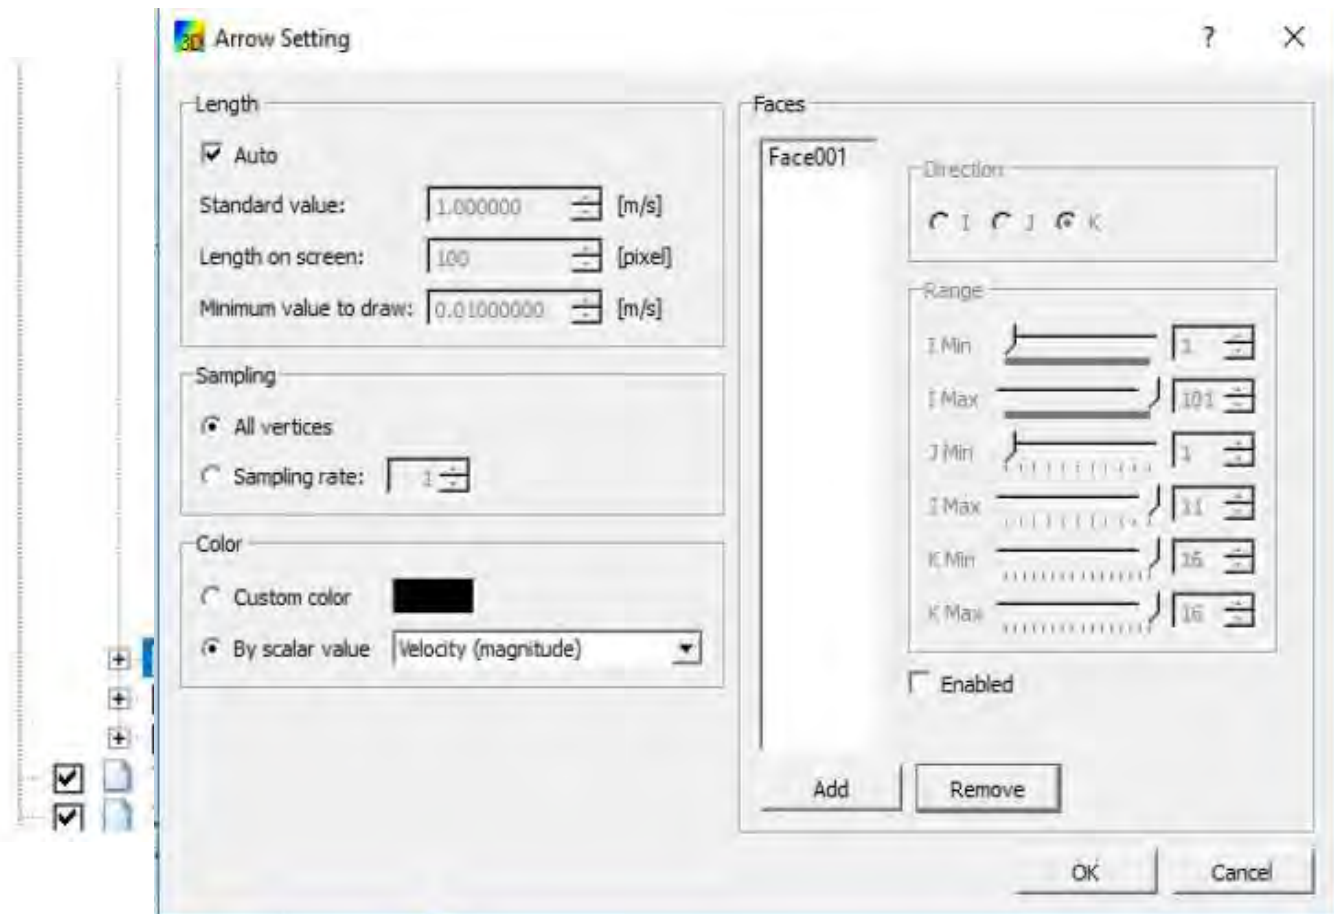 3D Arrow Setting ?
Length
Auto
Standard value: 1.000000 [m/s]
Length on screen: 100 [pixel]
Minimum value to draw: 0.01000000 [m/s]
Sampling
All vertices
Sampling rate: 1
Color
Custom color
By scalar value Velocity (magnitude)
Faces
Face001
Direction
I J K
Range
I Min 1
I Max 101
J Min 1
I Max 11
K Min 16
K Max 16
Enabled
Add Remove
OK Cancel